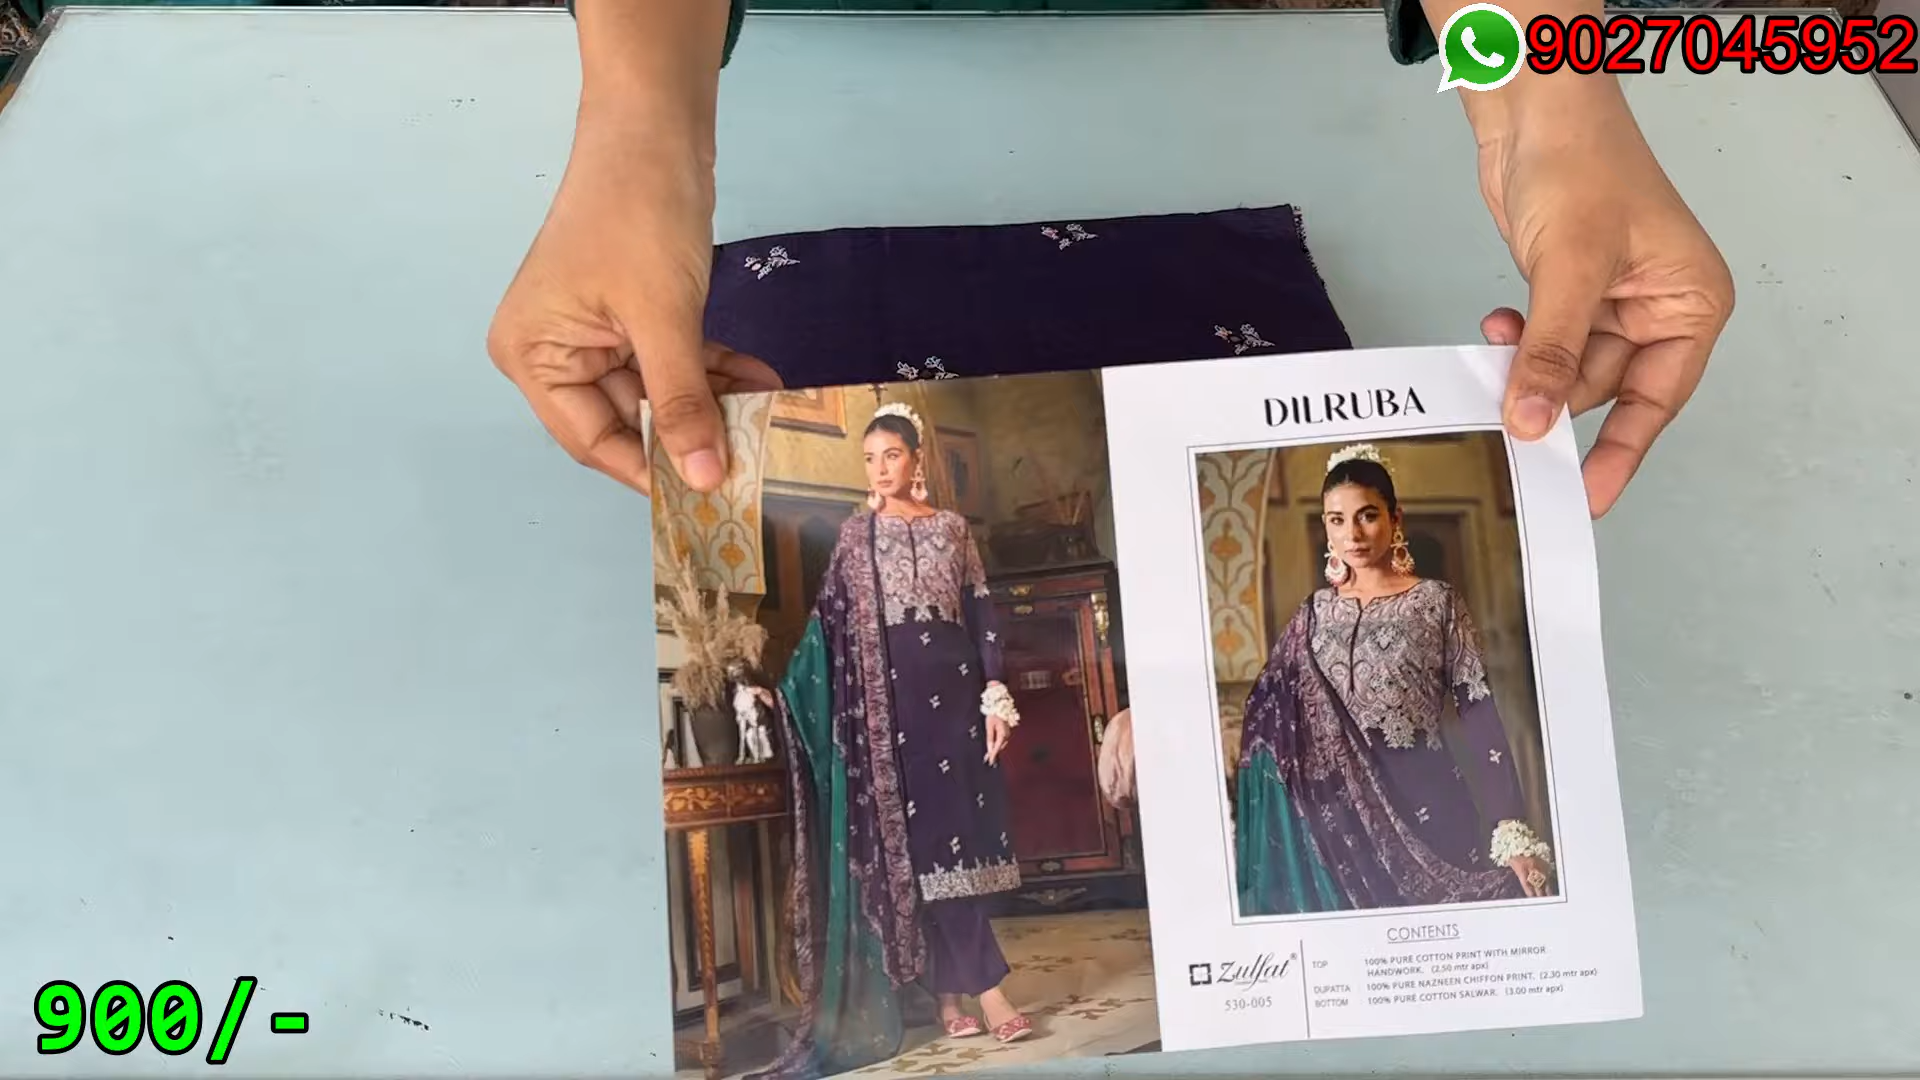 9027045952
DILRUBA
CONTENTS
Zulfat®
530-005
TOP 100% PURE COTTON PRINT WITH MIRROR
HANDWORK. (2.50 mtr apx)
DUPATTA 100% PURE NAZNEEN CHIFFON PRINT. (2.30 mtr apx)
BOTTOM 100% PURE COTTON SALWAR. (3.00 mtr apx)
900/-